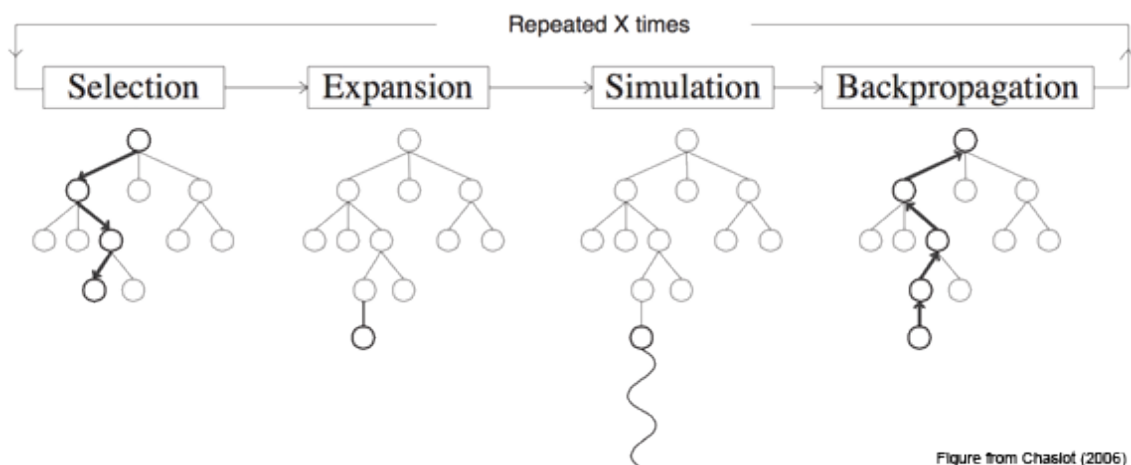 Repeated X times
Selection
Expansion
Simulation
Backpropagation
Figure from Chaslot (2006)